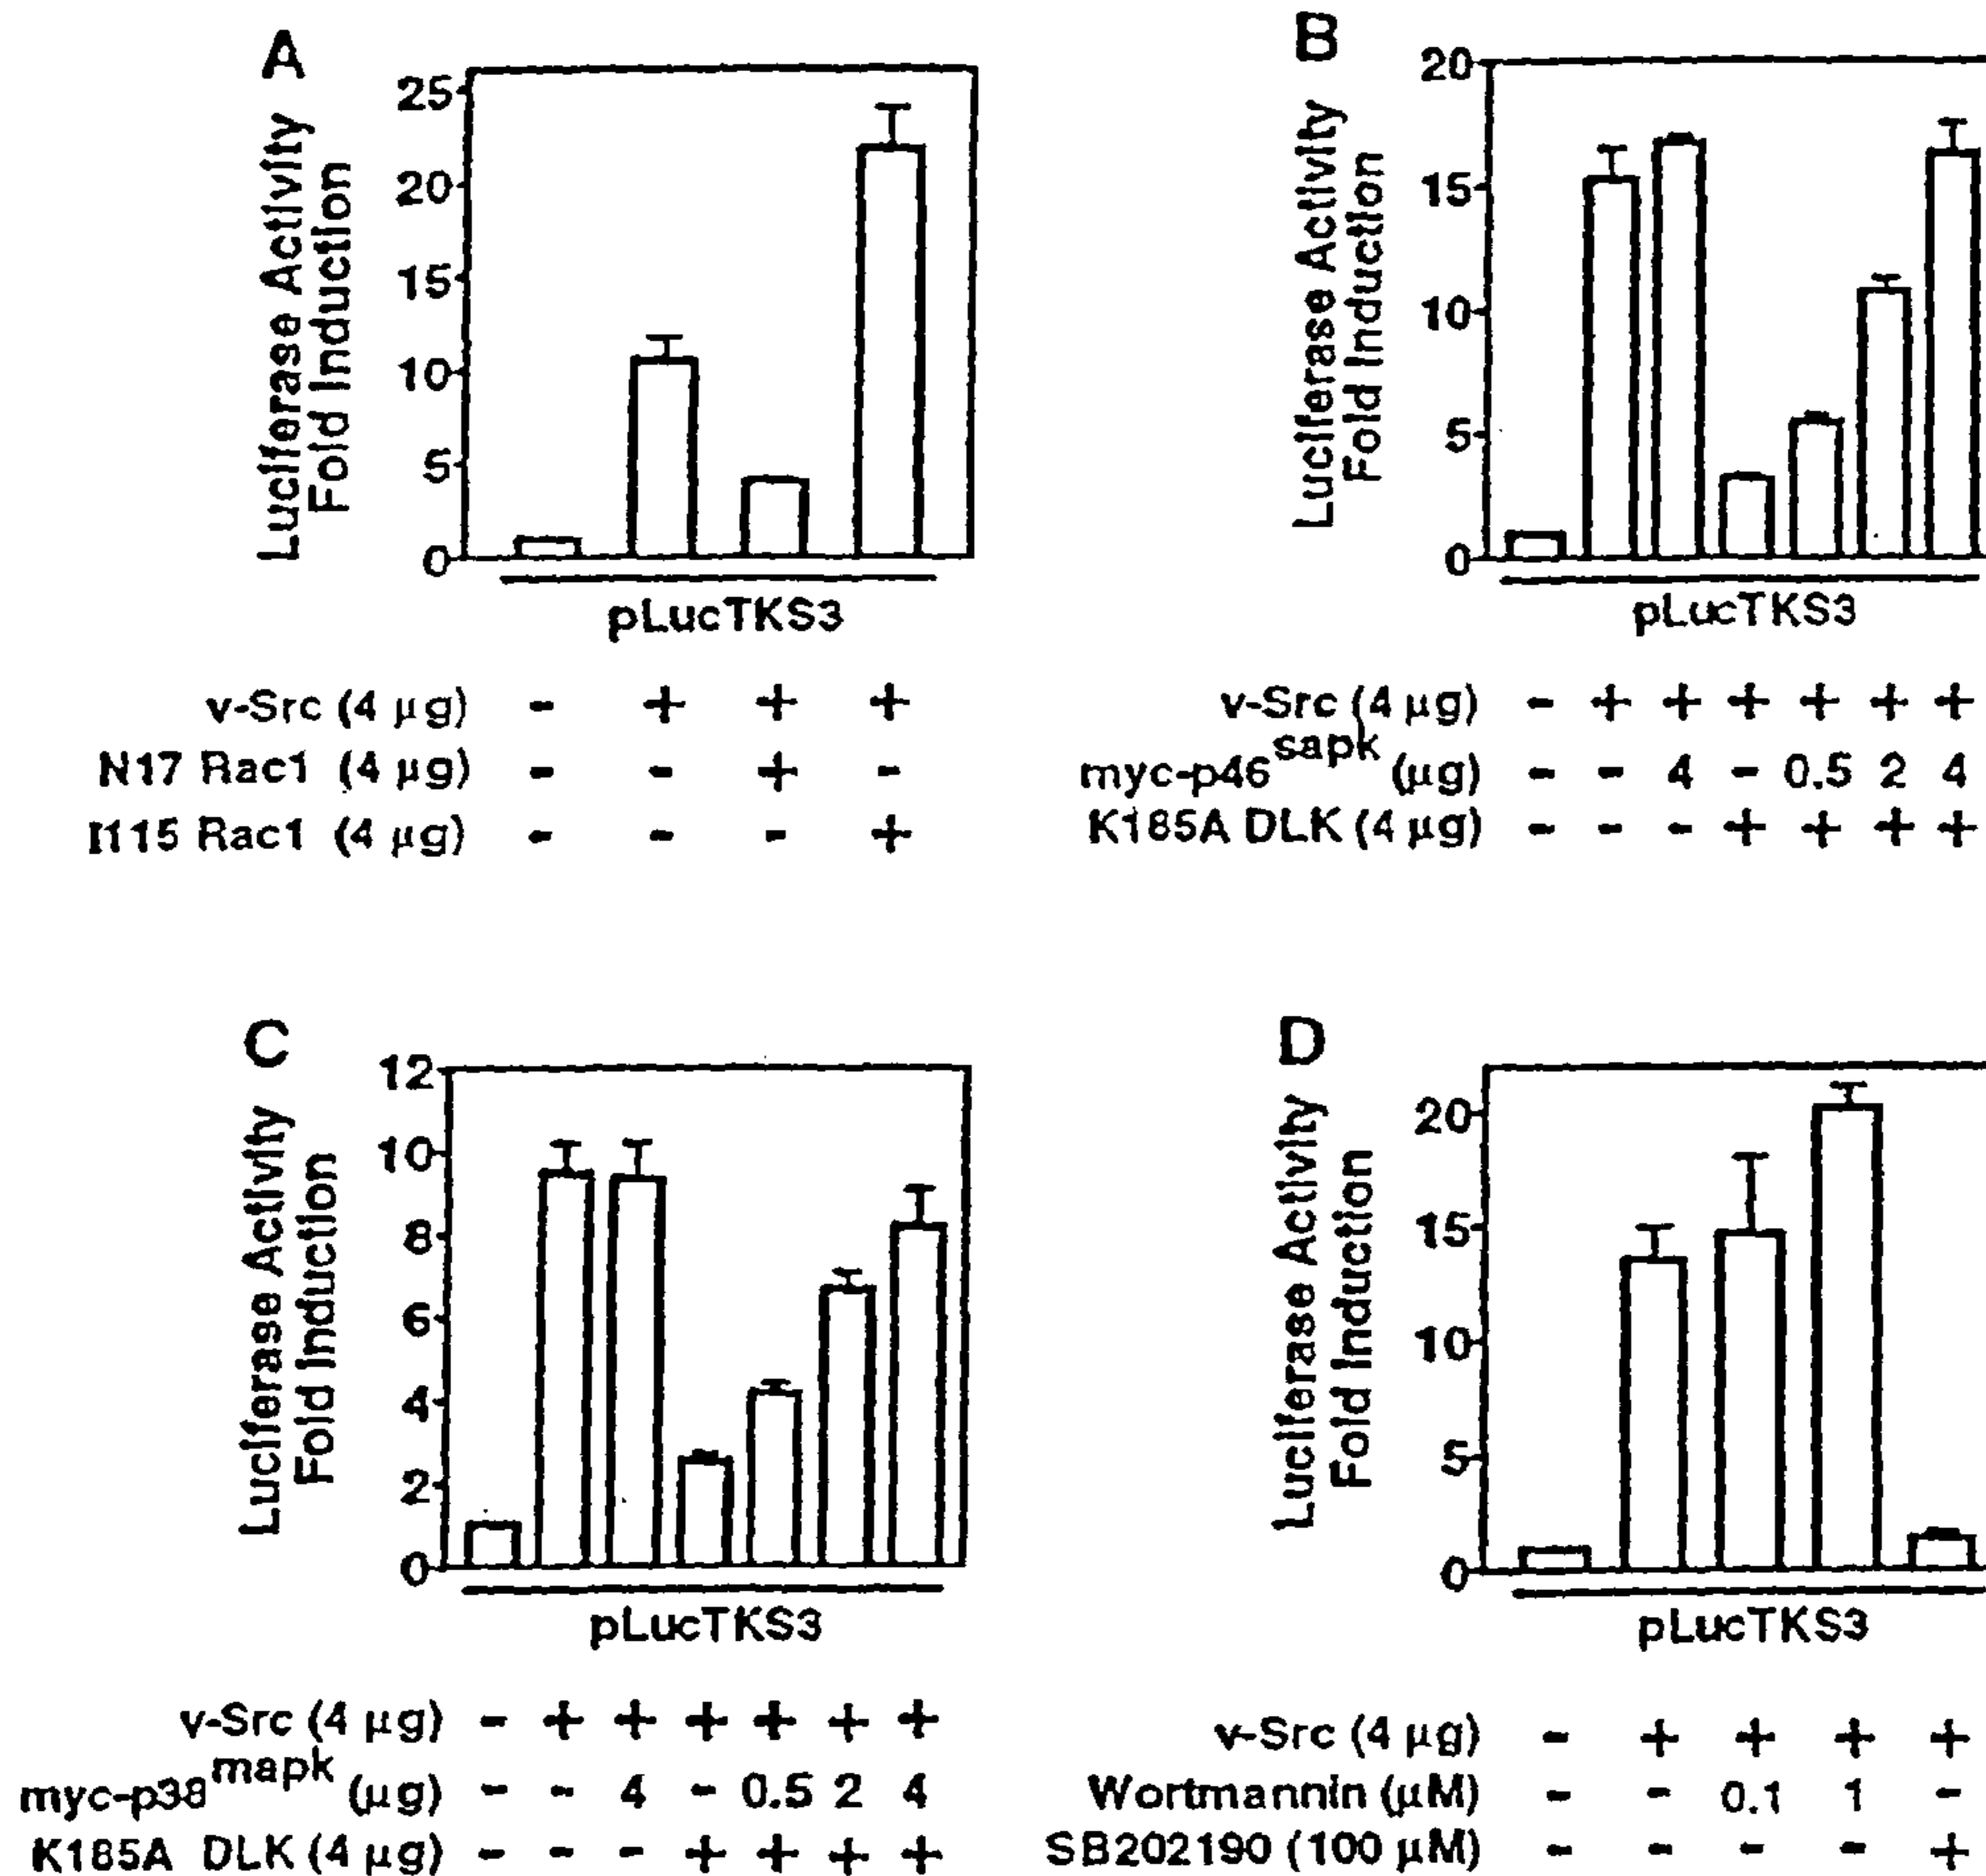 A
Luciferase Activity
Fold Induction
25
20
15
10
5
0
pLucTKS3
v-Src (4 µg) - + + +
N17 Rac1 (4 µg) - - + -
I115 Rac1 (4 µg) - - - +
B
Luciferase Activity
Fold Induction
20
15
10
5
0
pLucTKS3
v-Src (4 µg) - + + + + + +
myc-p46sapk (µg) - - 4 - 0.5 2 4
K185A DLK (4 µg) - - - + + + +
C
Luciferase Activity
Fold Induction
12
10
8
6
4
2
0
pLucTKS3
v-Src (4 µg) - + + + + + +
myc-p38mapk (µg) - - 4 - 0.5 2 4
K185A DLK (4 µg) - - - + + + +
D
Luciferase Activity
Fold Induction
20
15
10
5
0
pLucTKS3
v-Src (4 µg) - + + + +
Wortmannin (µM) - - 0.1 1 -
SB202190 (100 µM) - - - - +